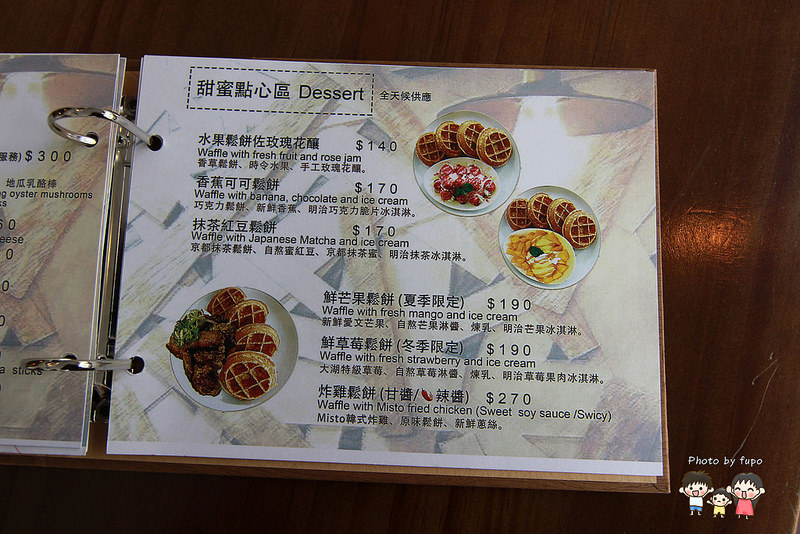 服務) $300
地瓜乳酪棒
ng oyster mushrooms
ks
60
eese
sticks
甜蜜點心區 Dessert 全天候供應
水果鬆餅佐玫瑰花釀 $140
Waffle with fresh fruit and rose jam
香草鬆餅、時令水果、手工玫瑰花釀。
香蕉可可鬆餅 $170
Waffle with banana, chocolate and ice cream
巧克力鬆餅、新鮮香蕉、明治巧克力脆片冰淇淋。
抹茶紅豆鬆餅 $170
Waffle with Japanese Matcha and ice cream
京都抹茶鬆餅、自熬蜜紅豆、京都抹茶蜜、明治抹茶冰淇淋。
鮮芒果鬆餅 (夏季限定) $190
Waffle with fresh mango and ice cream
新鮮愛文芒果、自熬芒果淋醬、煉乳、明治芒果冰淇淋。
鮮草莓鬆餅 (冬季限定) $190
Waffle with fresh strawberry and ice cream
大湖特級草莓、自熬草莓淋醬、煉乳、明治草莓果肉冰淇淋。
炸雞鬆餅 (甘醬/辣醬) $270
Waffle with Misto fried chicken (Sweet soy sauce /Swicy)
Misto韓式炸雞、原味鬆餅、新鮮蔥絲。
Photo by fupo